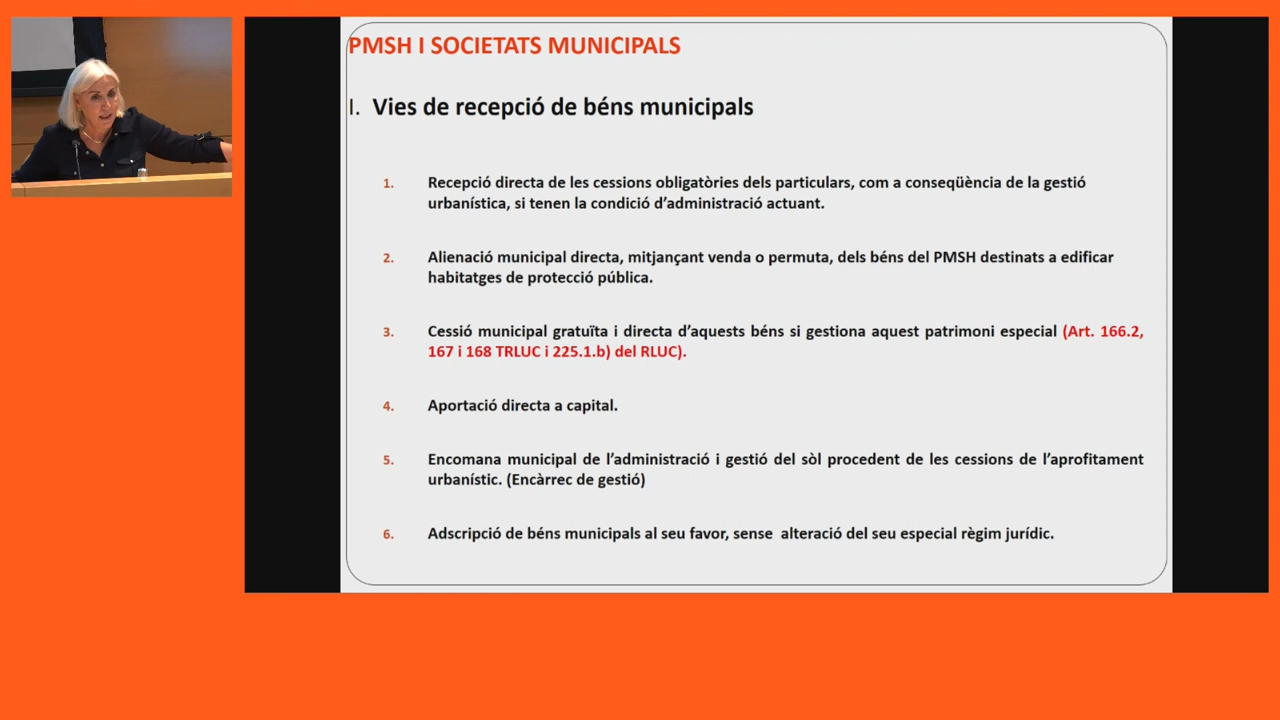 PMSH I SOCIETATS MUNICIPALS
I. Vies de recepció de béns municipals
1. Recepció directa de les cessions obligatòries dels particulars, com a conseqüència de la gestió
urbanística, si tenen la condició d’administració actuant.
2. Alienació municipal directa, mitjançant venda o permuta, dels béns del PMSH destinats a edificar
habitatges de protecció pública.
3. Cessió municipal gratuïta i directa d’aquests béns si gestiona aquest patrimoni especial (Art. 166.2,
167 i 168 TRLUC i 225.1.b) del RLUC).
4. Aportació directa a capital.
5. Encomana municipal de l’administració i gestió del sòl procedent de les cessions de l’aprofitament
urbanístic. (Encàrrec de gestió)
6. Adscripció de béns municipals al seu favor, sense alteració del seu especial règim jurídic.